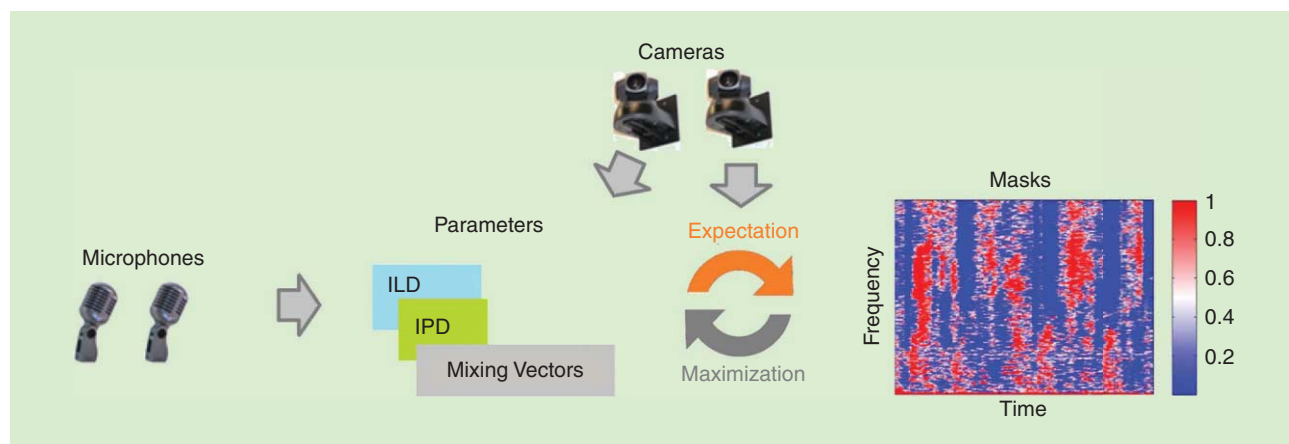 Cameras
Microphones
Parameters
ILD
IPD
Mixing Vectors
Expectation
Maximization
Masks
Frequency
Time
1
0.8
0.6
0.4
0.2